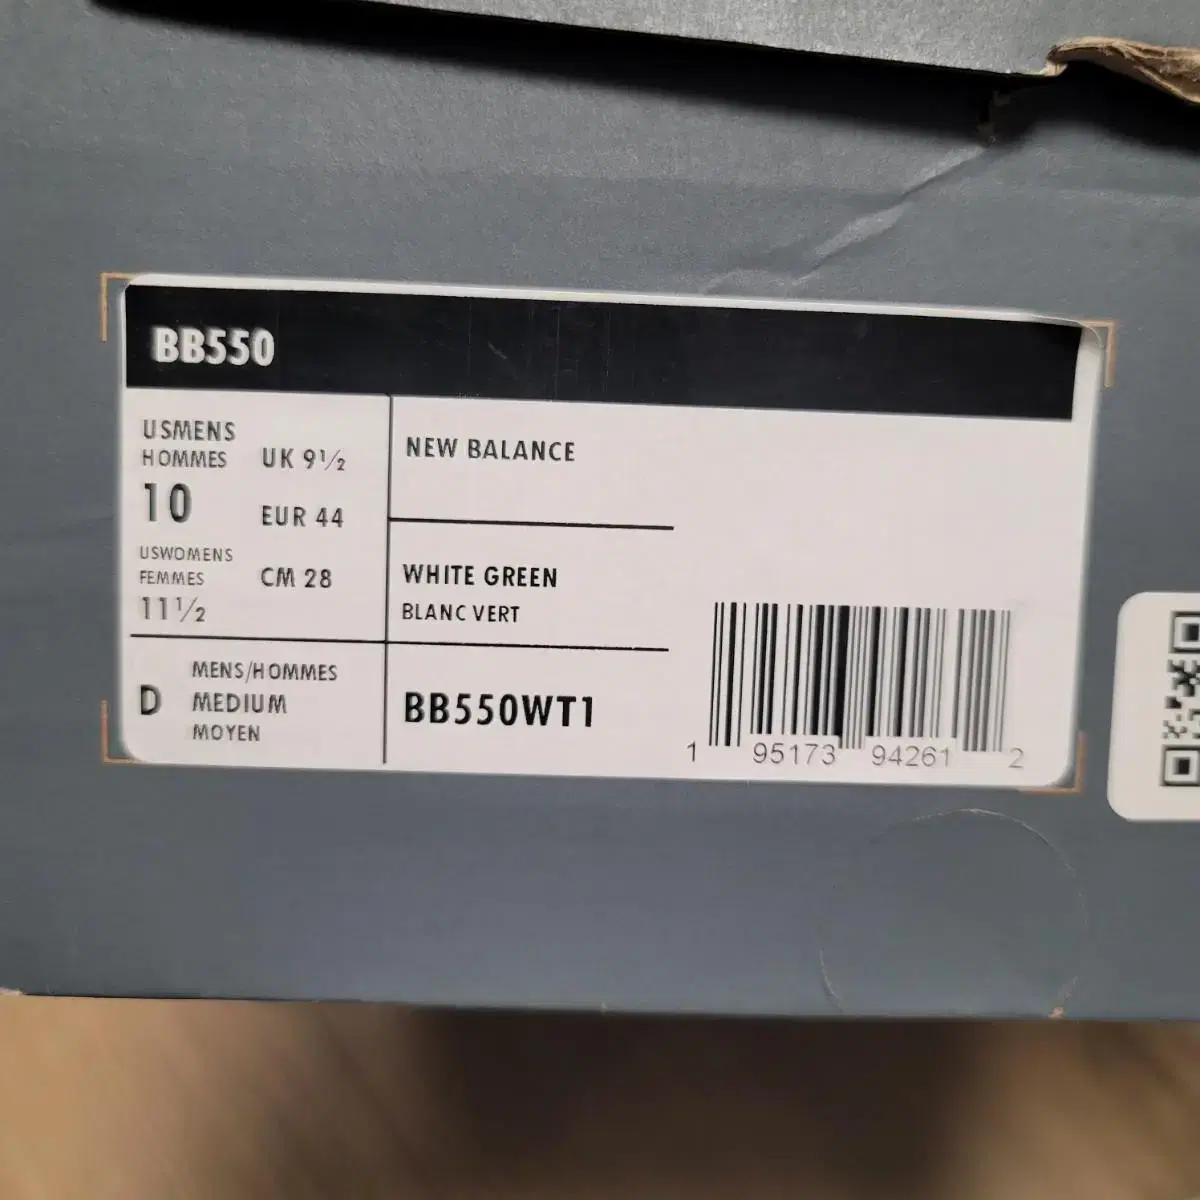 BB550
USMENS
HOMMES
10
UK 9½
EUR 44
USWOMENS
FEMMES
11½
CM 28
D
MENS/HOMMES
MEDIUM
MOYEN
NEW BALANCE
WHITE GREEN
BLANC VERT
BB550WT1
1 95173 94261 2